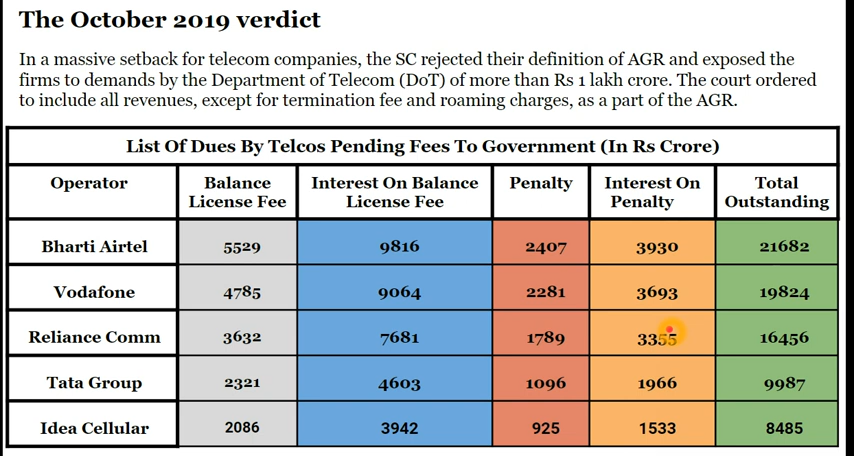 The October 2019 verdict
In a massive setback for telecom companies, the SC rejected their definition of AGR and exposed the
firms to demands by the Department of Telecom (DoT) of more than Rs 1 lakh crore. The court ordered
to include all revenues, except for termination fee and roaming charges, as a part of the AGR.
List Of Dues By Telcos Pending Fees To Government (In Rs Crore)
Operator Balance License Fee Interest On Balance License Fee Penalty Interest On Penalty Total Outstanding
Bharti Airtel 5529 9816 2407 3930 21682
Vodafone 4785 9064 2281 3693 19824
Reliance Comm 3632 7681 1789 3355 16456
Tata Group 2321 4603 1096 1966 9987
Idea Cellular 2086 3942 925 1533 8485